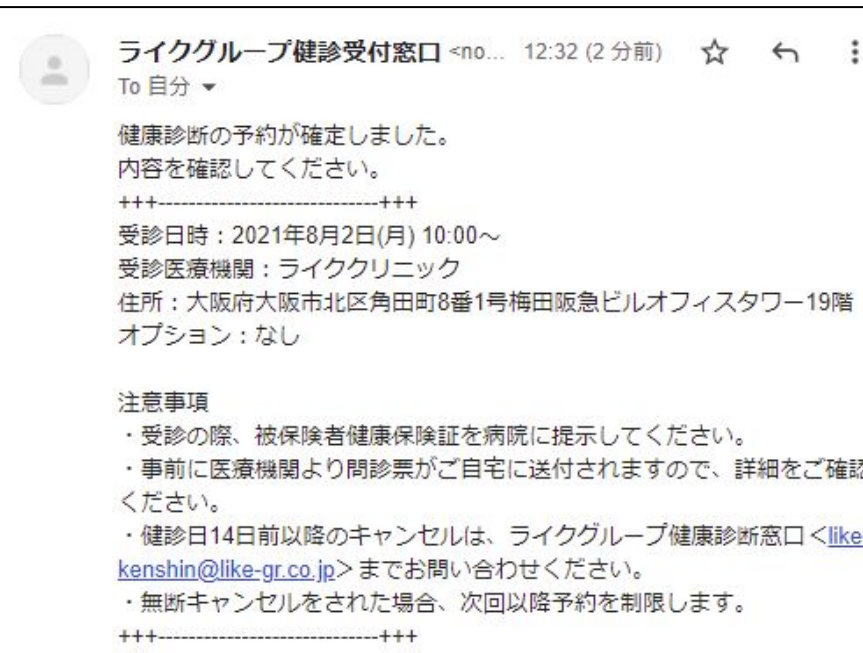 ライクグループ健診受付窓口 <no... 12:32 (2 分前)
To 自分
健康診断の予約が確定しました。
内容を確認してください。
+++-----------------------------+++
受診日時：2021年8月2日(月) 10:00～
受診医療機関：ライククリニック
住所：大阪府大阪市北区角田町8番1号梅田阪急ビルオフィスタワー19階
オプション：なし
注意事項
・受診の際、被保険者健康保険証を病院に提示してください。
・事前に医療機関より問診票がご自宅に送付されますので、詳細をご確認
ください。
・健診日14日前以降のキャンセルは、ライクグループ健康診断窓口＜like-
kenshin@like-gr.co.jp＞までお問い合わせください。
・無断キャンセルをされた場合、次回以降予約を制限します。
+++-----------------------------+++